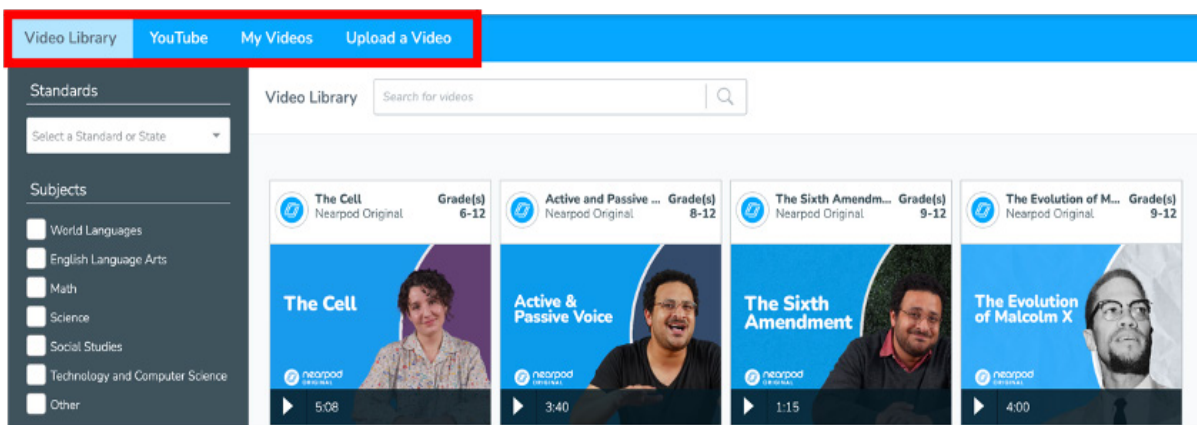 Video Library YouTube My Videos Upload a Video
Standards
Select a Standard or State
Subjects
World Languages
English Language Arts
Math
Science
Social Studies
Technology and Computer Science
Other
Video Library Search for videos
The Cell Grade(s)
Nearpod Original 6-12
The Cell
nearpod
ORIGINAL
5:08
Active and Passive ... Grade(s)
Nearpod Original 8-12
Active &
Passive Voice
nearpod
ORIGINAL
3:40
The Sixth Amendm... Grade(s)
Nearpod Original 9-12
The Sixth
Amendment
nearpod
ORIGINAL
1:15
The Evolution of M... Grade(s)
Nearpod Original 9-12
The Evolution
of Malcolm X
nearpod
ORIGINAL
4:00